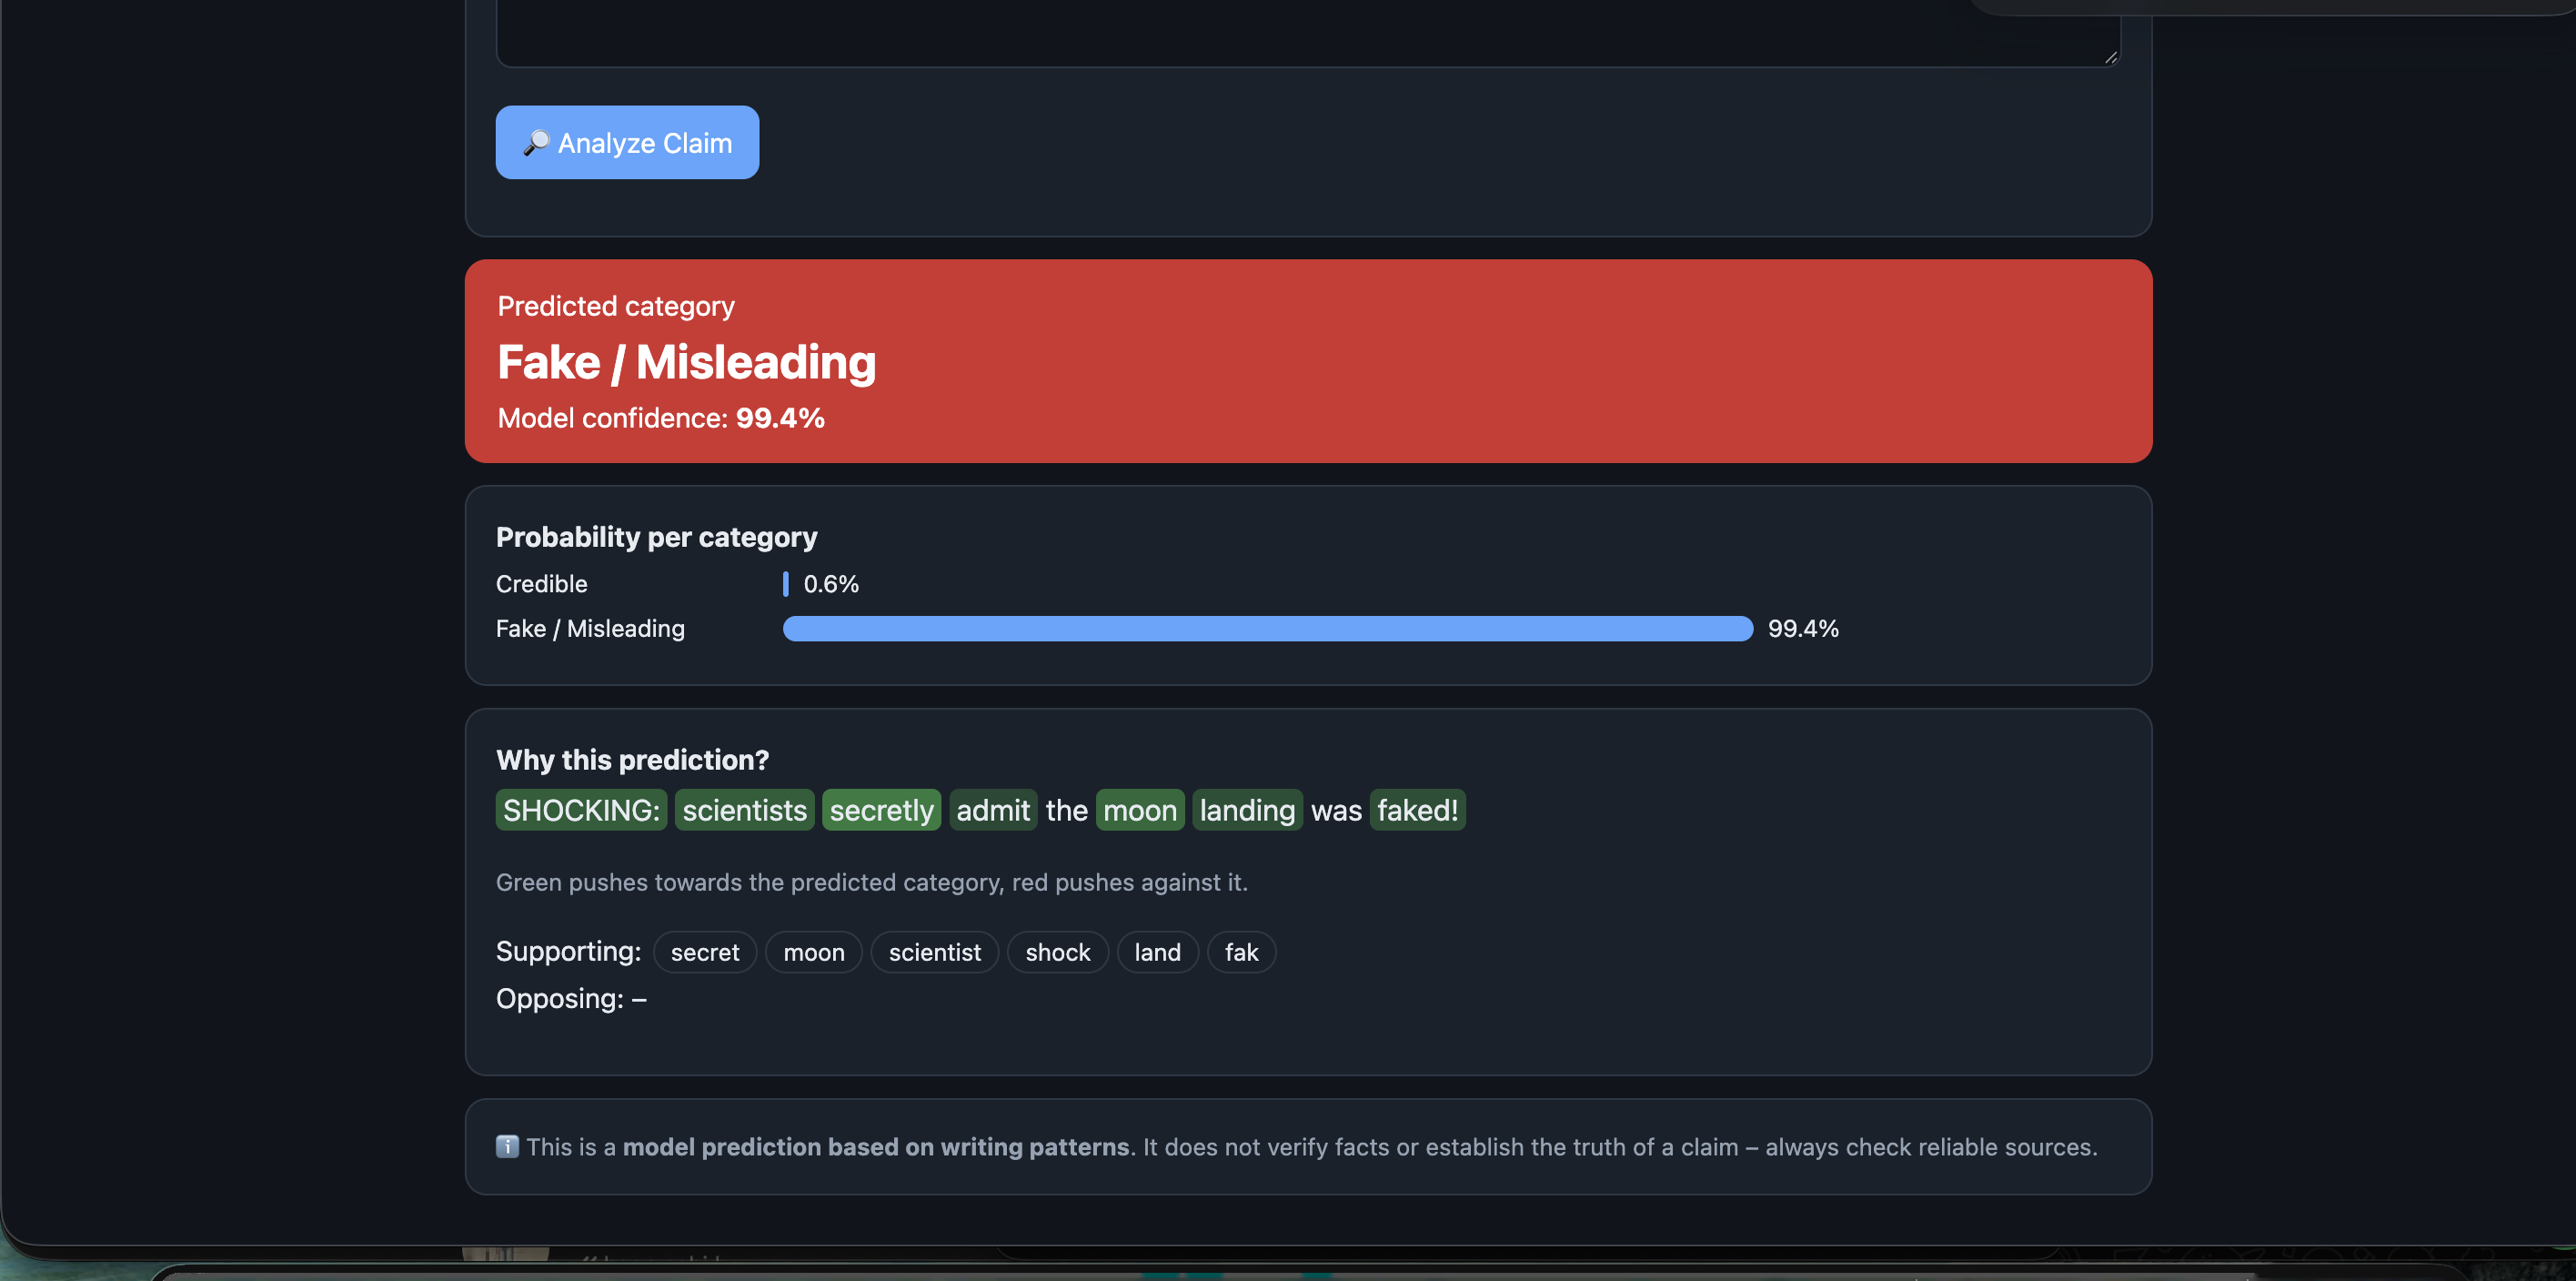 🔎 Analyze Claim
Predicted category
Fake / Misleading
Model confidence: 99.4%
Probability per category
Credible 0.6%
Fake / Misleading 99.4%
Why this prediction?
SHOCKING: scientists secretly admit the moon landing was faked!
Green pushes towards the predicted category, red pushes against it.
Supporting: secret moon scientist shock land fak
Opposing: –
ℹ️ This is a model prediction based on writing patterns. It does not verify facts or establish the truth of a claim – always check reliable sources.